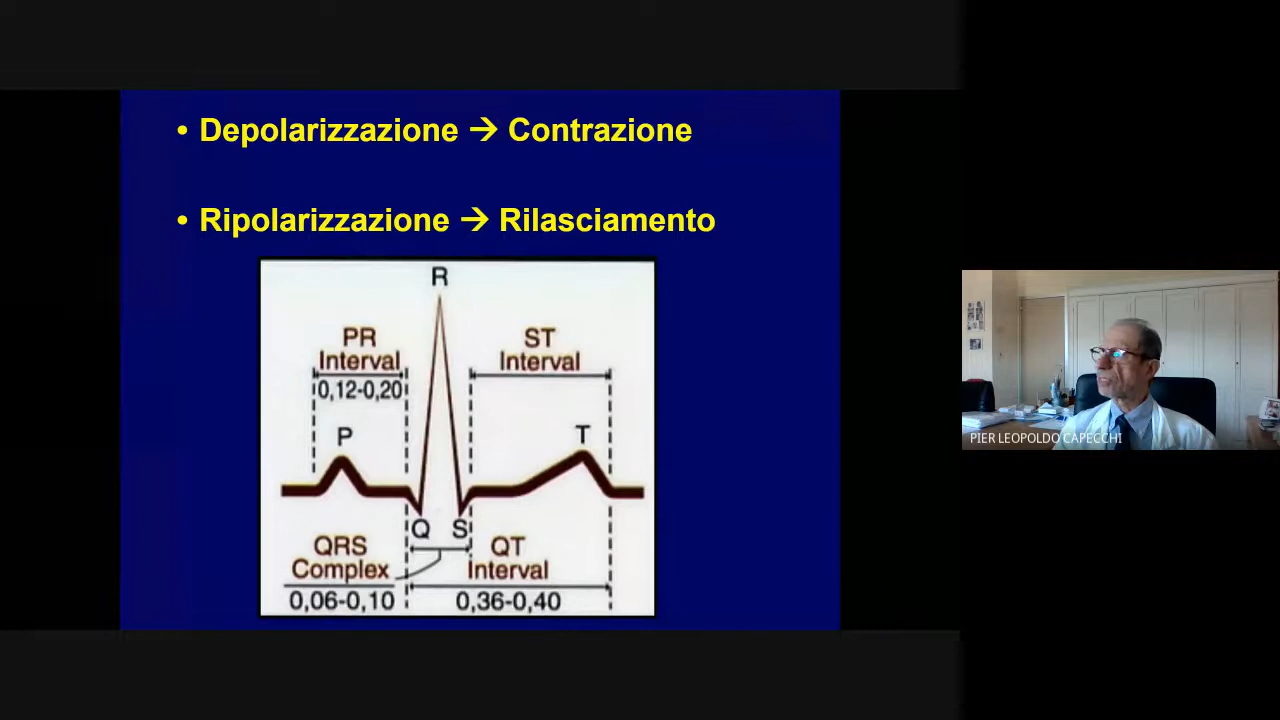 • Depolarizzazione → Contrazione
• Ripolarizzazione → Rilasciamento
R
PR
Interval
0,12-0,20
ST
Interval
P
T
Q
S
QRS
Complex
0,06-0,10
QT
Interval
0,36-0,40
PIER LEOPOLDO CAPECCHI